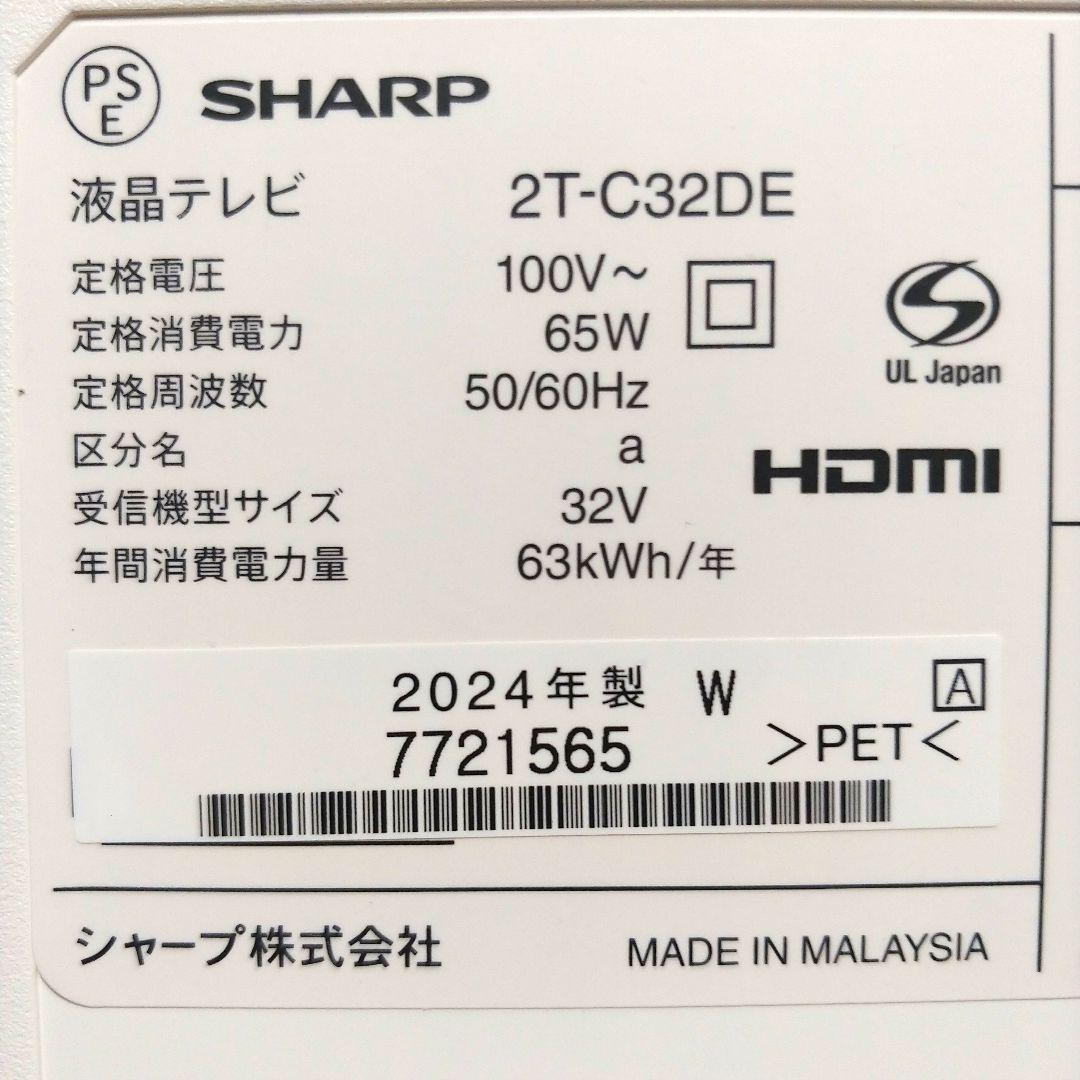 PSE SHARP
液晶テレビ 2T-C32DE
定格電圧 100V～
定格消費電力 65W
定格周波数 50/60Hz
UL Japan
区分名 a
HDMI
受信機型サイズ 32V
年間消費電力量 63kWh/年
2024年製 W A
7721565 >PET<
シャープ株式会社 MADE IN MALAYSIA